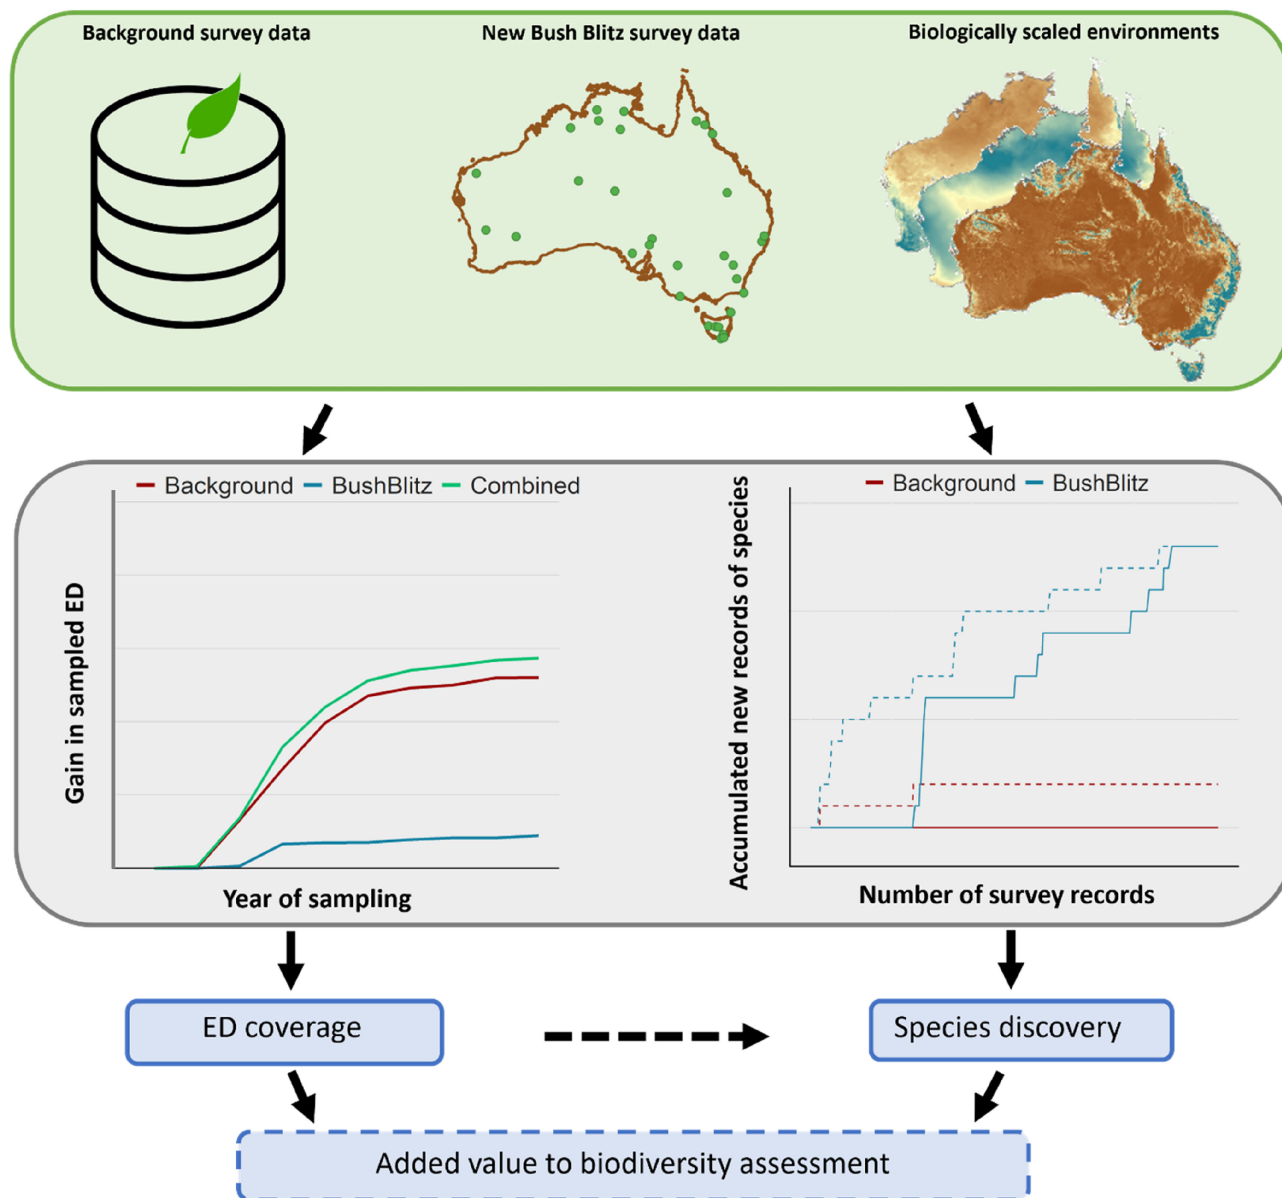 Background survey data
New Bush Blitz survey data
Biologically scaled environments
Background BushBlitz Combined
Gain in sampled ED
Year of sampling
Background BushBlitz
Accumulated new records of species
Number of survey records
ED coverage
Species discovery
Added value to biodiversity assessment